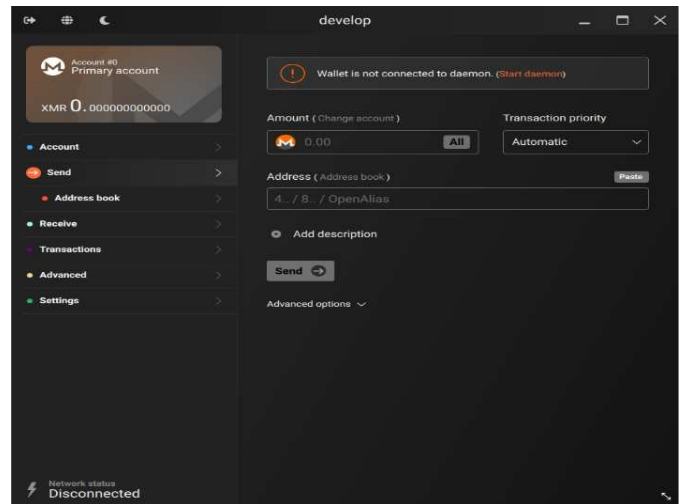 develop
Account #0
Primary account
XMR 0.000000000000
Account
Send
Address book
Receive
Transactions
Advanced
Settings
Network status
Disconnected
Wallet is not connected to daemon. (Start daemon)
Amount ( Change account )
Transaction priority
0.00
All
Automatic
Address ( Address book )
Paste
4.. / 8.. / OpenAlias
Add description
Send
Advanced options